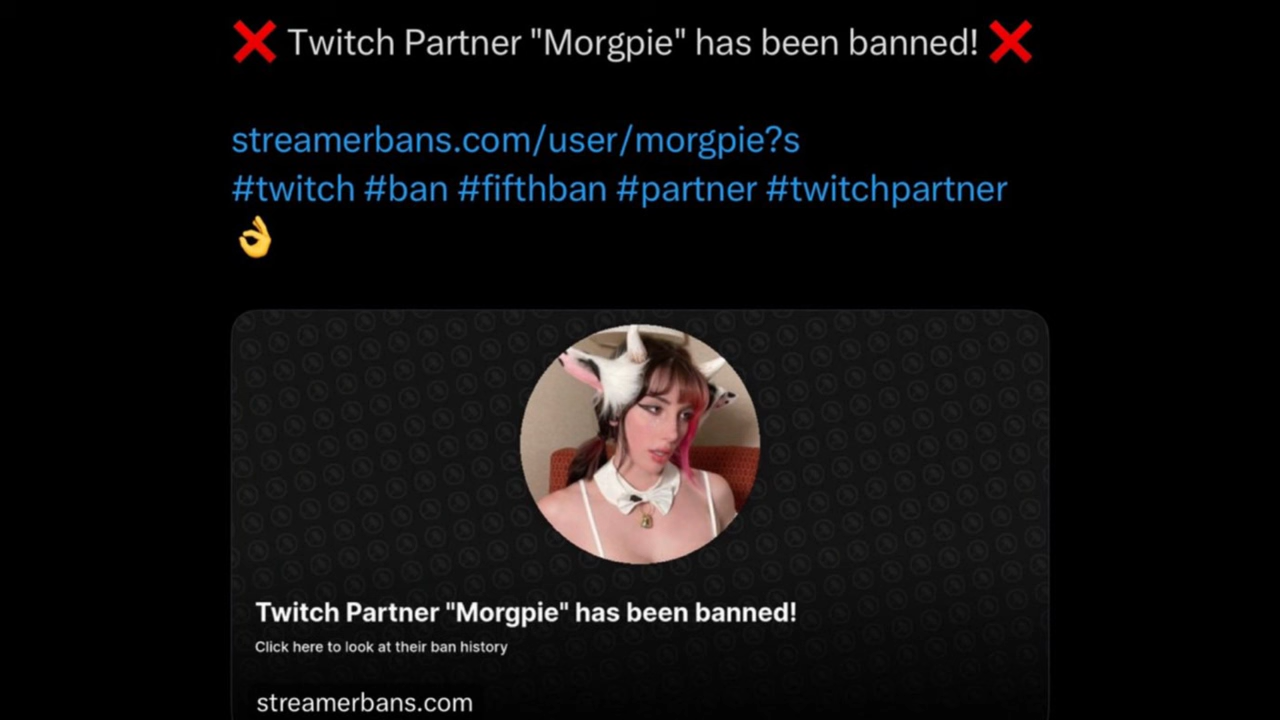 ❌ Twitch Partner "Morgpie" has been banned! ❌
streamerbans.com/user/morgpie?s
#twitch #ban #fifthban #partner #twitchpartner
👌
Twitch Partner "Morgpie" has been banned!
Click here to look at their ban history
streamerbans.com